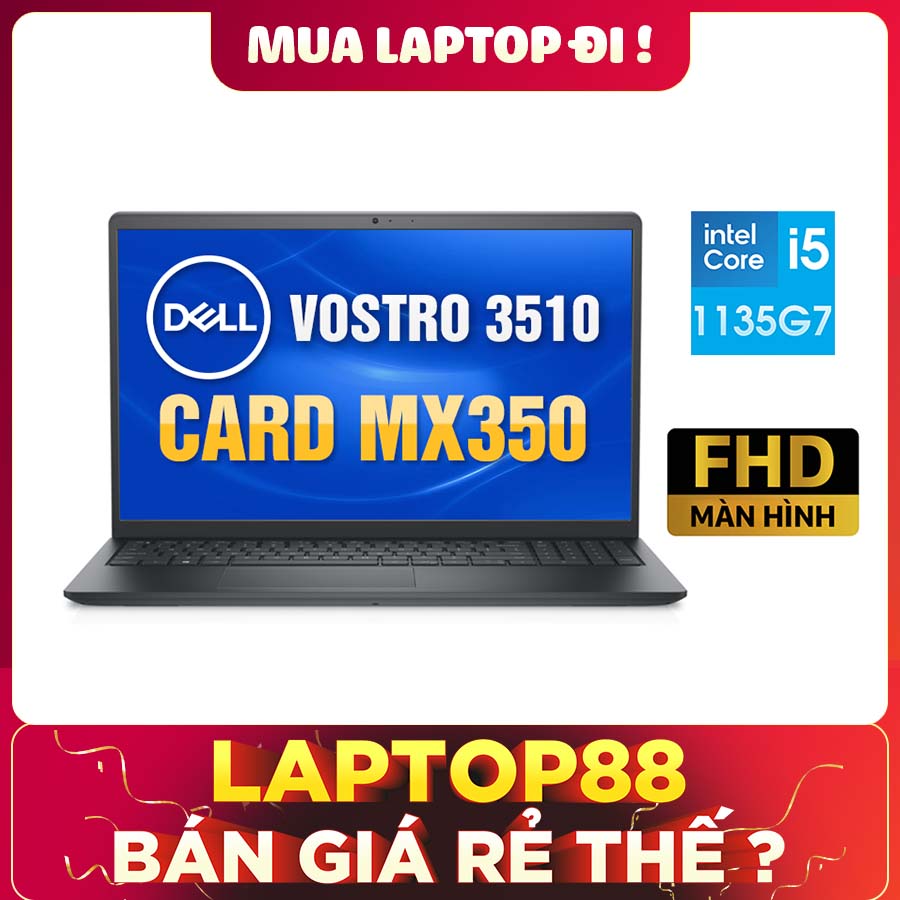 MUA LAPTOP ĐI !
DELL VOSTRO 3510
CARD MX350
intel
Core i5
1135G7
FHD
MÀN HÌNH
LAPTOP88
BÁN GIÁ RẺ THẾ ?